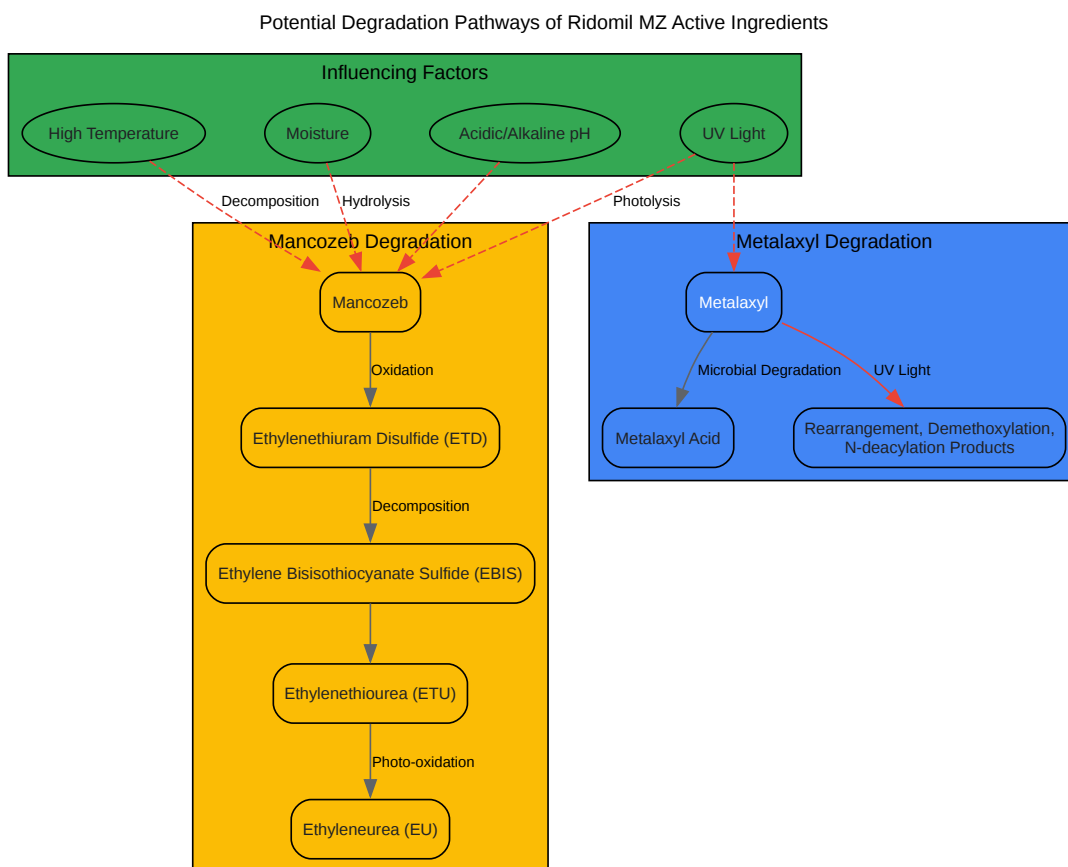 Potential Degradation Pathways of Ridomil MZ Active Ingredients
Influencing Factors
High Temperature
Moisture
Acidic/Alkaline pH
UV Light
Decomposition
Hydrolysis
Photolysis
Mancozeb Degradation
Mancozeb
Oxidation
Ethylenethiuram Disulfide (ETD)
Decomposition
Ethylene Bisisothiocyanate Sulfide (EBIS)
Ethylenethiourea (ETU)
Photo-oxidation
Ethyleneurea (EU)
Metalaxyl Degradation
Metalaxyl
Microbial Degradation
UV Light
Metalaxyl Acid
Rearrangement, Demethoxylation,
N-deacylation Products